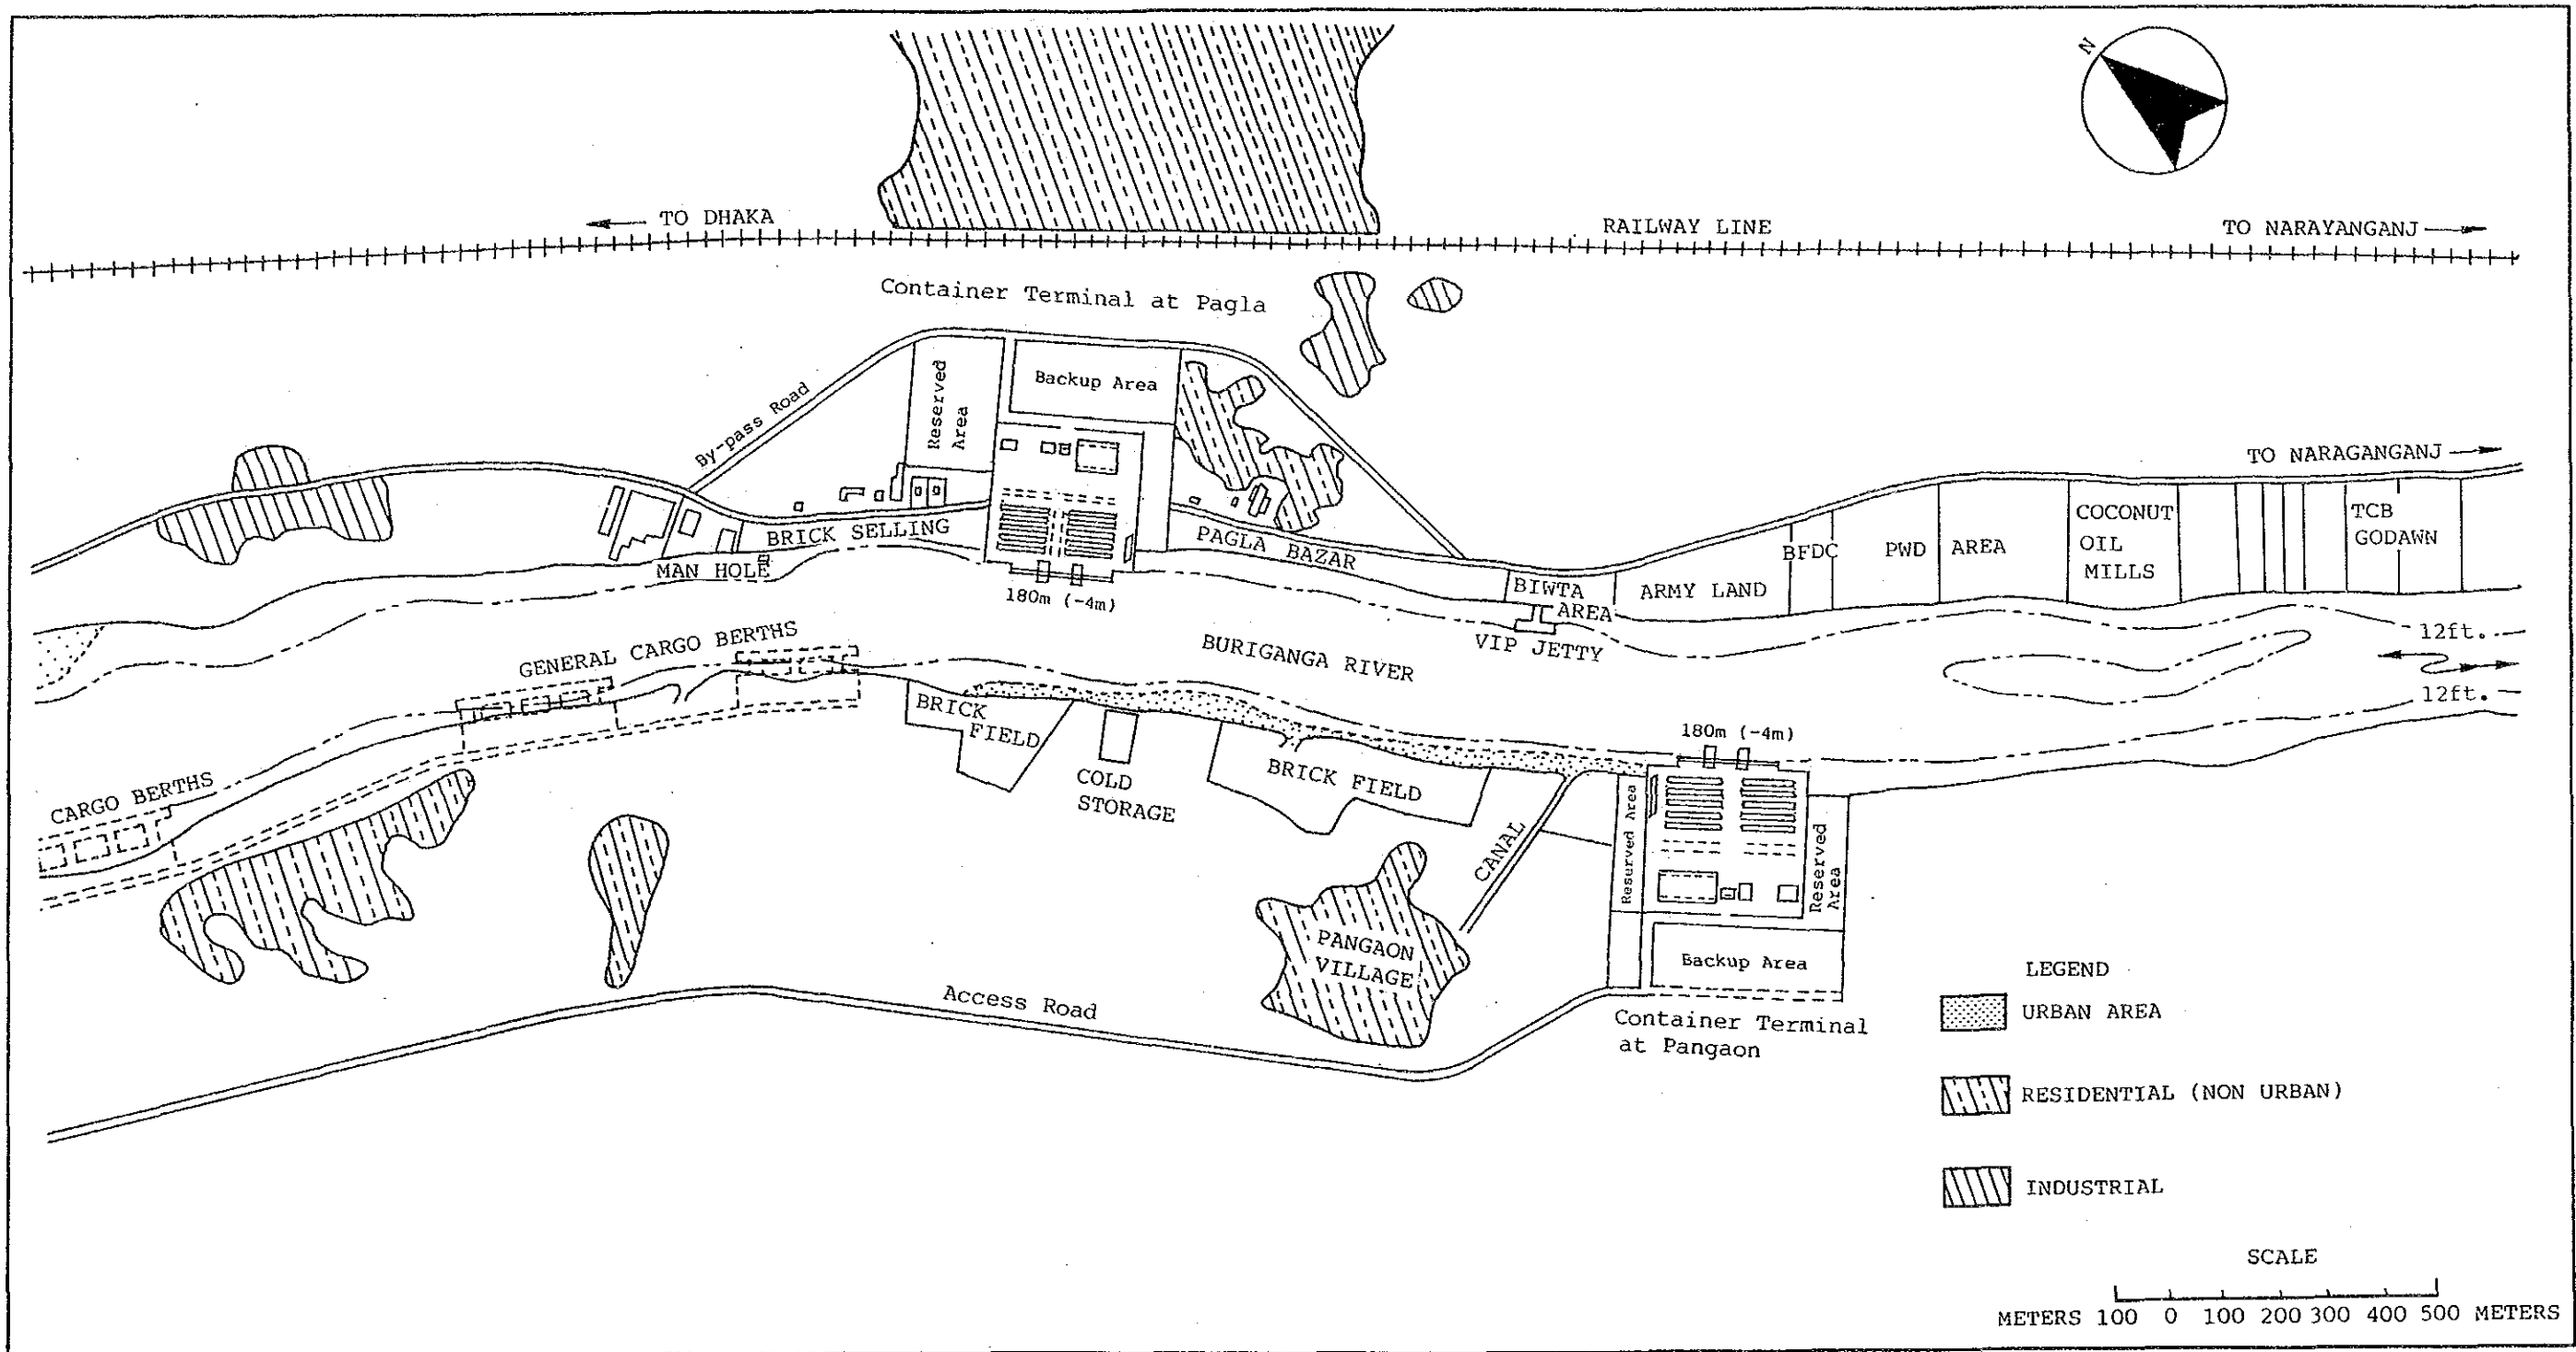 N
TO DHAKA
RAILWAY LINE
TO NARAYANGANJ
Container Terminal at Pagla
Reserved
Area
Backup Area
By-pass Road
TO NARAGANGANJ
BRICK SELLING
PAGLA BAZAR
MAN HOLE
180m (-4m)
BIWTA
AREA
VIP JETTY
ARMY LAND
BFDC
PWD
AREA
COCONUT
OIL
MILLS
TCB
GODAWN
GENERAL CARGO BERTHS
BURIGANGA RIVER
12ft.
12ft.
CARGO BERTHS
BRICK
FIELD
COLD
STORAGE
BRICK FIELD
180m (-4m)
CANAL
Resurved Area
Reserved
Area
PANGAON
VILLAGE
Backup Area
Access Road
Container Terminal
at Pangaon
LEGEND
URBAN AREA
RESIDENTIAL (NON URBAN)
INDUSTRIAL
SCALE
METERS 100 0 100 200 300 400 500 METERS